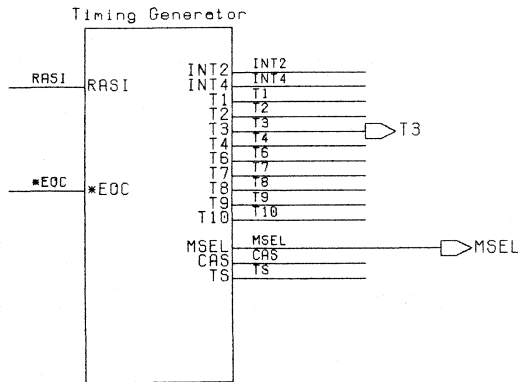 Timing Generator
RASI RASI
*EOC *EOC
INT2 INT2
INT4 INT4
T1 T1
T2 T2
T3 T3 T3
T4 T4
T6 T6
T7 T7
T8 T8
T9 T9
T10 T10
MSEL MSEL MSEL
CAS CAS
TS TS